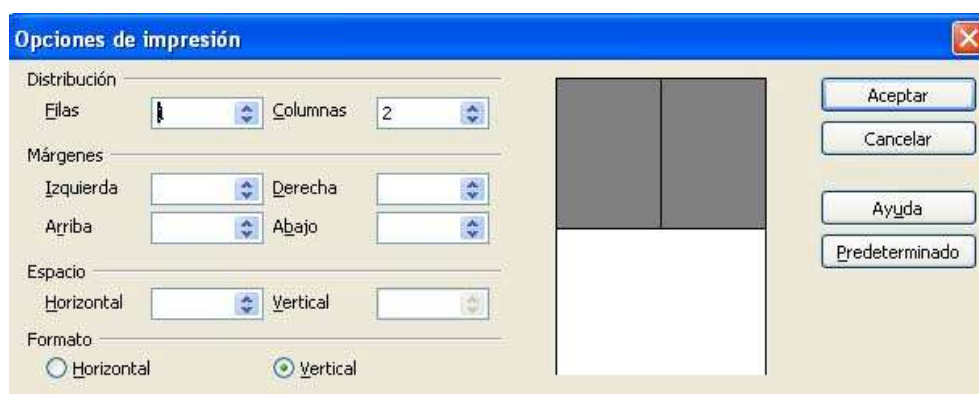 Opciones de impresión
Distribución
Filas 1 Columnas 2
Márgenes
Izquierda Derecha
Arriba Abajo
Espacio
Horizontal Vertical
Formato
Horizontal Vertical
Aceptar
Cancelar
Ayuda
Predeterminado